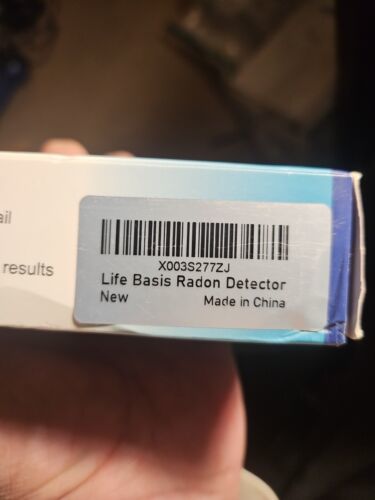 ail
results
X003S277ZJ
Life Basis Radon Detector
New Made in China